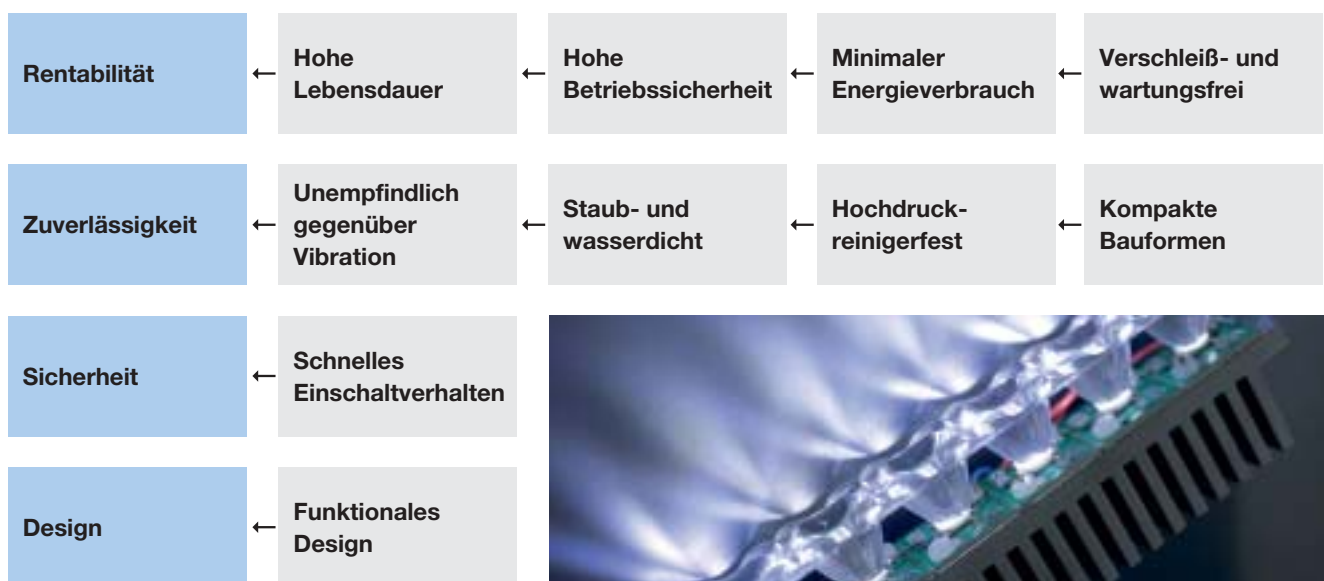 Rentabilität
←
Hohe
Lebensdauer
←
Hohe
Betriebssicherheit
←
Minimaler
Energieverbrauch
←
Verschleiß- und
wartungsfrei
Zuverlässigkeit
←
Unempfindlich
gegenüber
Vibration
←
Staub- und
wasserdicht
←
Hochdruck-
reinigerfest
←
Kompakte
Bauformen
Sicherheit
←
Schnelles
Einschaltverhalten
Design
←
Funktionales
Design